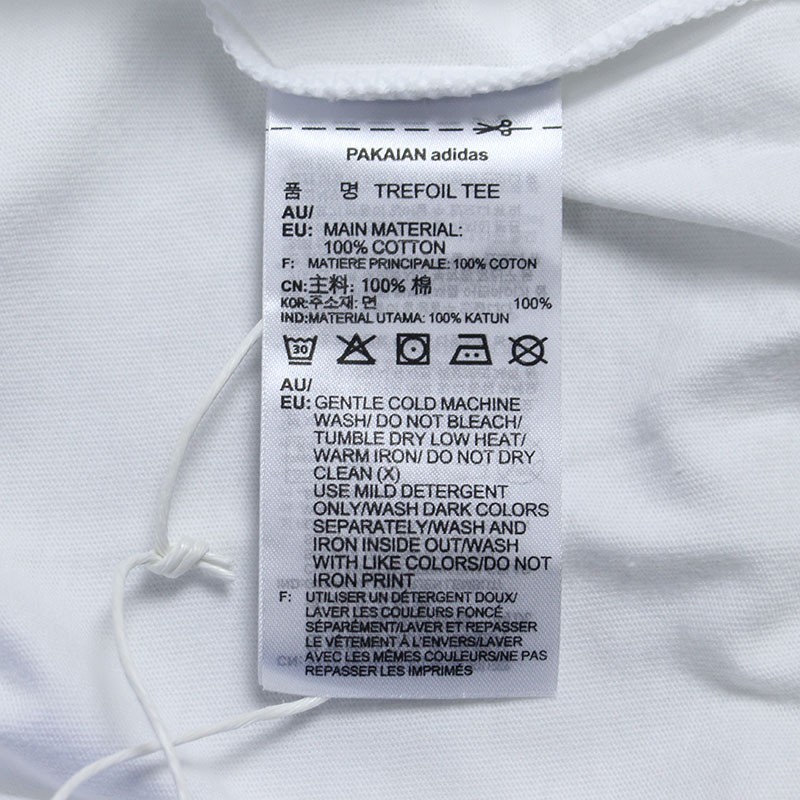 PAKAIAN adidas
품 명 TREFOIL TEE
AU/
EU: MAIN MATERIAL:
100% COTTON
F: MATIERE PRINCIPALE: 100% COTON
CN:主料: 100% 棉
KOR:주소재: 면 100%
IND:MATERIAL UTAMA: 100% KATUN
30
AU/
EU: GENTLE COLD MACHINE
WASH/ DO NOT BLEACH/
TUMBLE DRY LOW HEAT/
WARM IRON/ DO NOT DRY
CLEAN (X)
USE MILD DETERGENT
ONLY/WASH DARK COLORS
SEPARATELY/WASH AND
IRON INSIDE OUT/WASH
WITH LIKE COLORS/DO NOT
IRON PRINT
F: UTILISER UN DÉTERGENT DOUX/
LAVER LES COULEURS FONCÉ
SÉPARÉMENT/LAVER ET REPASSER
LE VÊTEMENT À L'ENVERS/LAVER
AVEC LES MÊMES COULEURS/NE PAS
REPASSER LES IMPRIMÉS